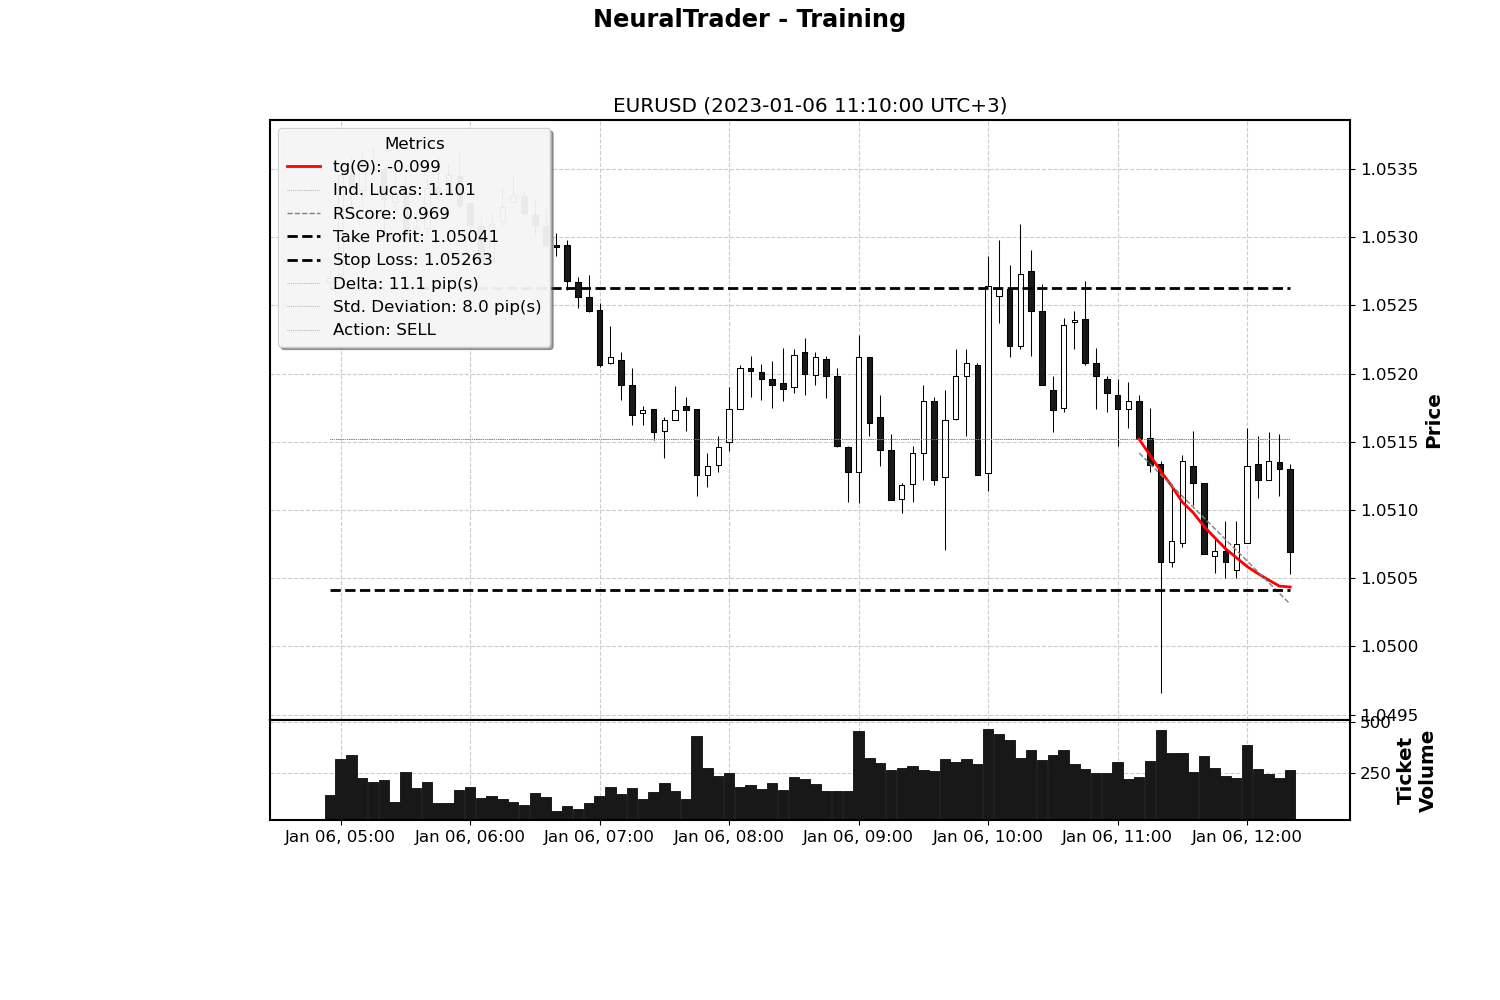 NeuralTrader - Training
EURUSD (2023-01-06 11:10:00 UTC+3)
Metrics
tg(Θ): -0.099
Ind. Lucas: 1.101
RScore: 0.969
Take Profit: 1.05041
Stop Loss: 1.05263
Delta: 11.1 pip(s)
Std. Deviation: 8.0 pip(s)
Action: SELL
1.0535
1.0530
1.0525
1.0520
1.0515
1.0510
1.0505
1.0500
1.0495
Price
500
250
Ticket
Volume
Jan 06, 05:00
Jan 06, 06:00
Jan 06, 07:00
Jan 06, 08:00
Jan 06, 09:00
Jan 06, 10:00
Jan 06, 11:00
Jan 06, 12:00